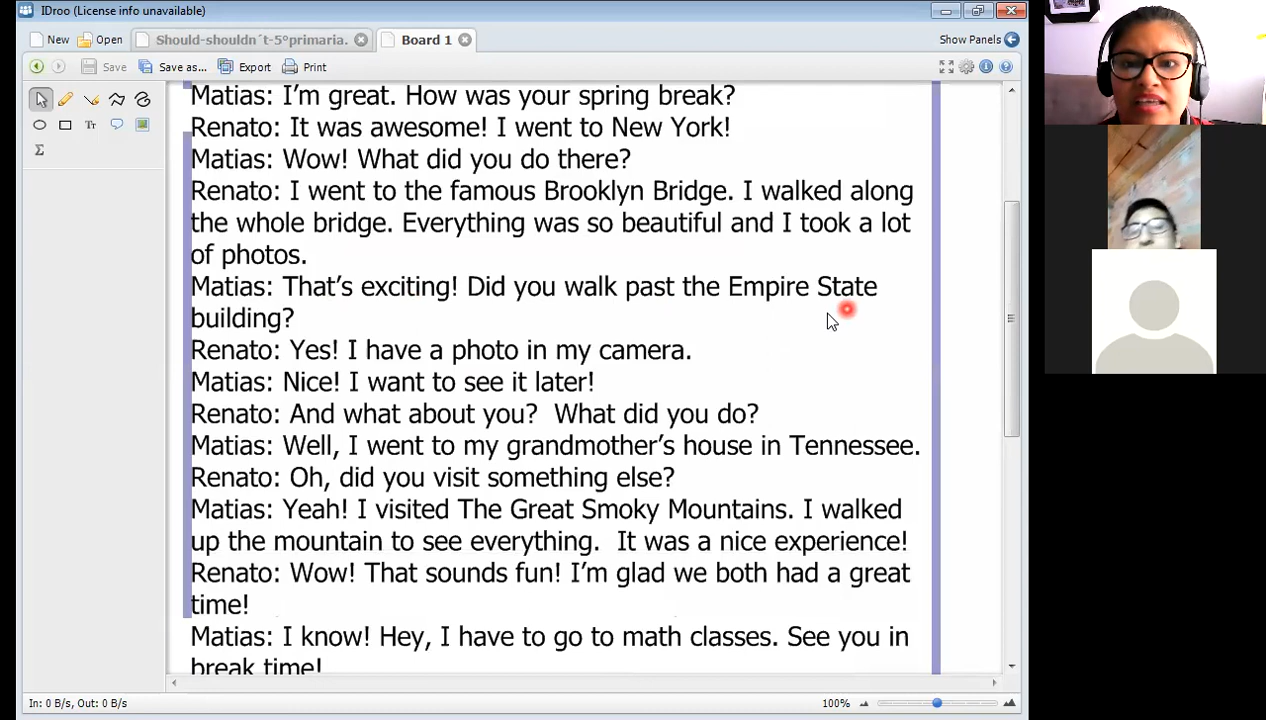 IDroo (License info unavailable)
New
Open
Should-shouldn´t-5°primaria.
Board 1
Show Panels
Save
Save as...
Export
Print
Matias: I’m great. How was your spring break?
Renato: It was awesome! I went to New York!
Matias: Wow! What did you do there?
Renato: I went to the famous Brooklyn Bridge. I walked along
the whole bridge. Everything was so beautiful and I took a lot
of photos.
Matias: That’s exciting! Did you walk past the Empire State
building?
Renato: Yes! I have a photo in my camera.
Matias: Nice! I want to see it later!
Renato: And what about you?  What did you do?
Matias: Well, I went to my grandmother’s house in Tennessee.
Renato: Oh, did you visit something else?
Matias: Yeah! I visited The Great Smoky Mountains. I walked
up the mountain to see everything.  It was a nice experience!
Renato: Wow! That sounds fun! I’m glad we both had a great
time!
Matias: I know! Hey, I have to go to math classes. See you in
break time!
Tт
Σ
In: 0 B/s, Out: 0 B/s
100%